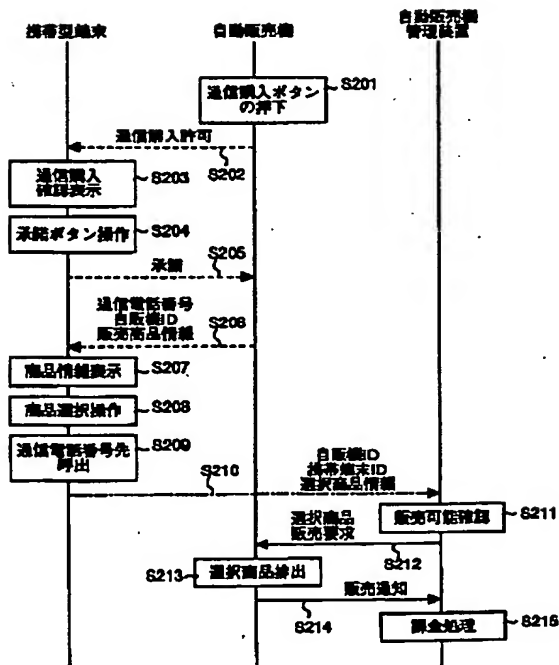 携帯型端末
自動販売機
自動販売機
管理装置
通信購入ボタン
の押下
S201
通信購入許可
S202
通信購入
確認表示
S203
承諾ボタン操作
S204
承諾
S205
通信電話番号
自販機ID
販売商品情報
S206
商品情報表示
S207
商品選択操作
S208
通信電話番号先
呼出
S209
自販機ID
携帯端末ID
選択商品情報
S210
販売可能確認
S211
選択商品
販売要求
S212
S213
選択商品排出
販売通知
S214
課金処理
S215